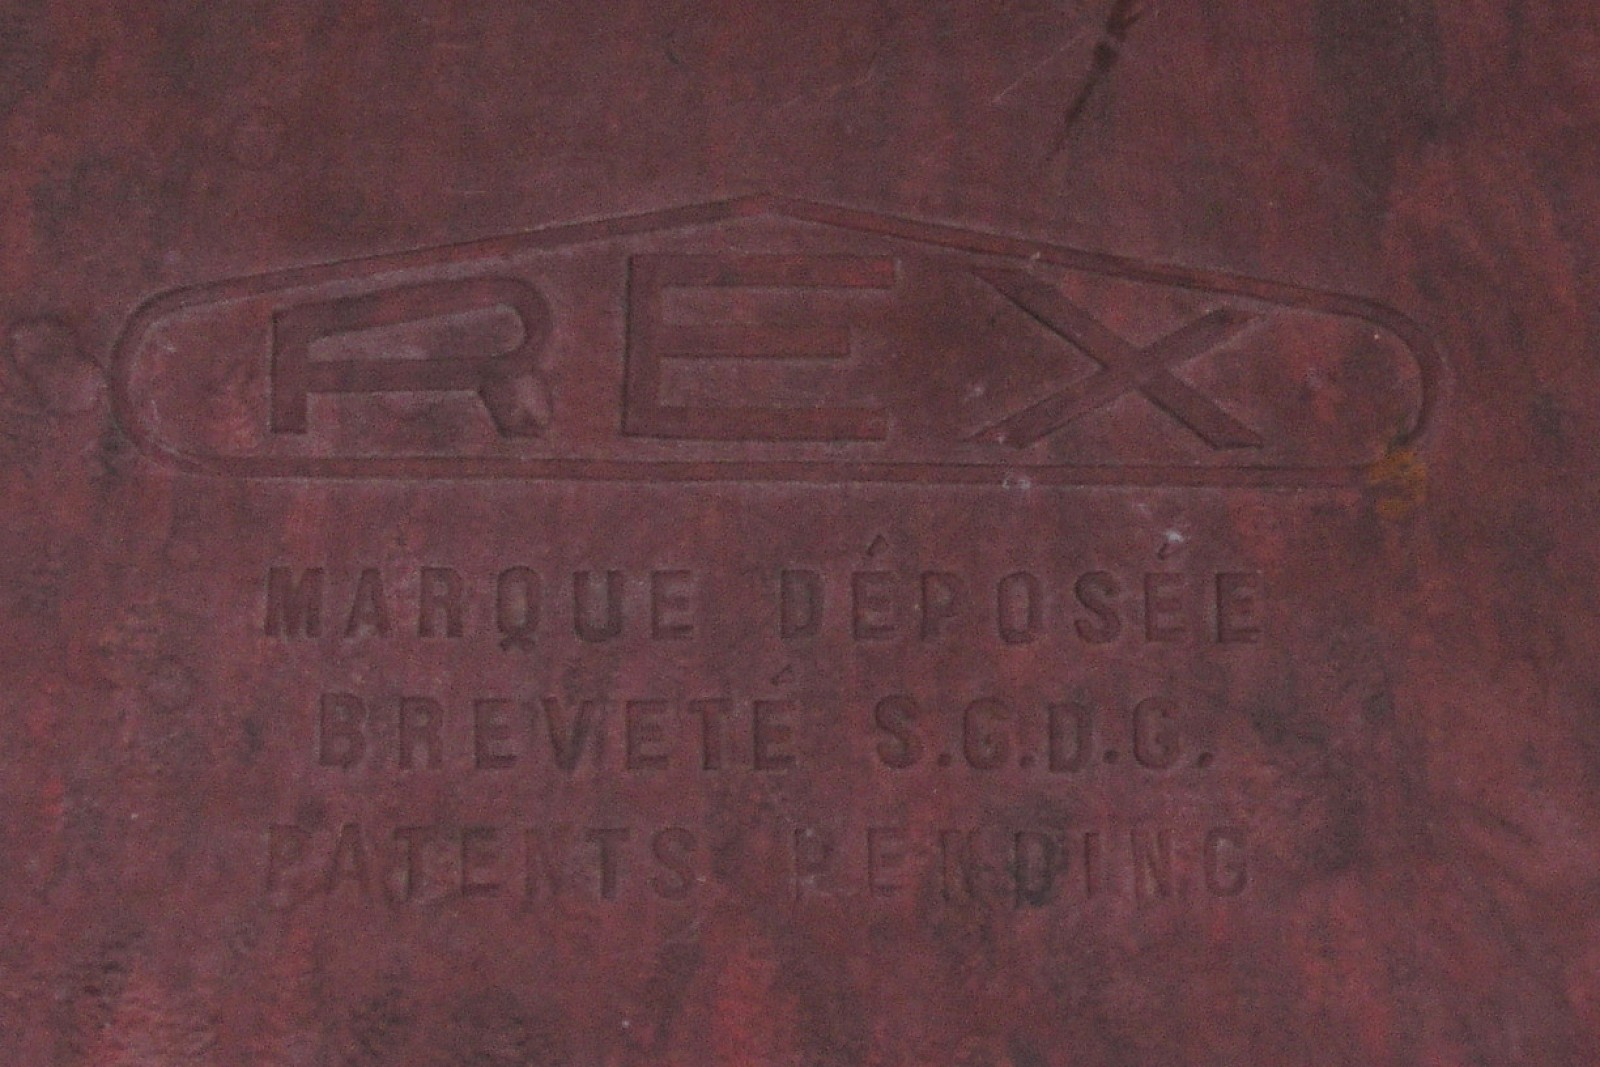 REX
MARQUE DÉPOSÉE
BREVETÉ S.G.D.G.
PATENTS PENDING